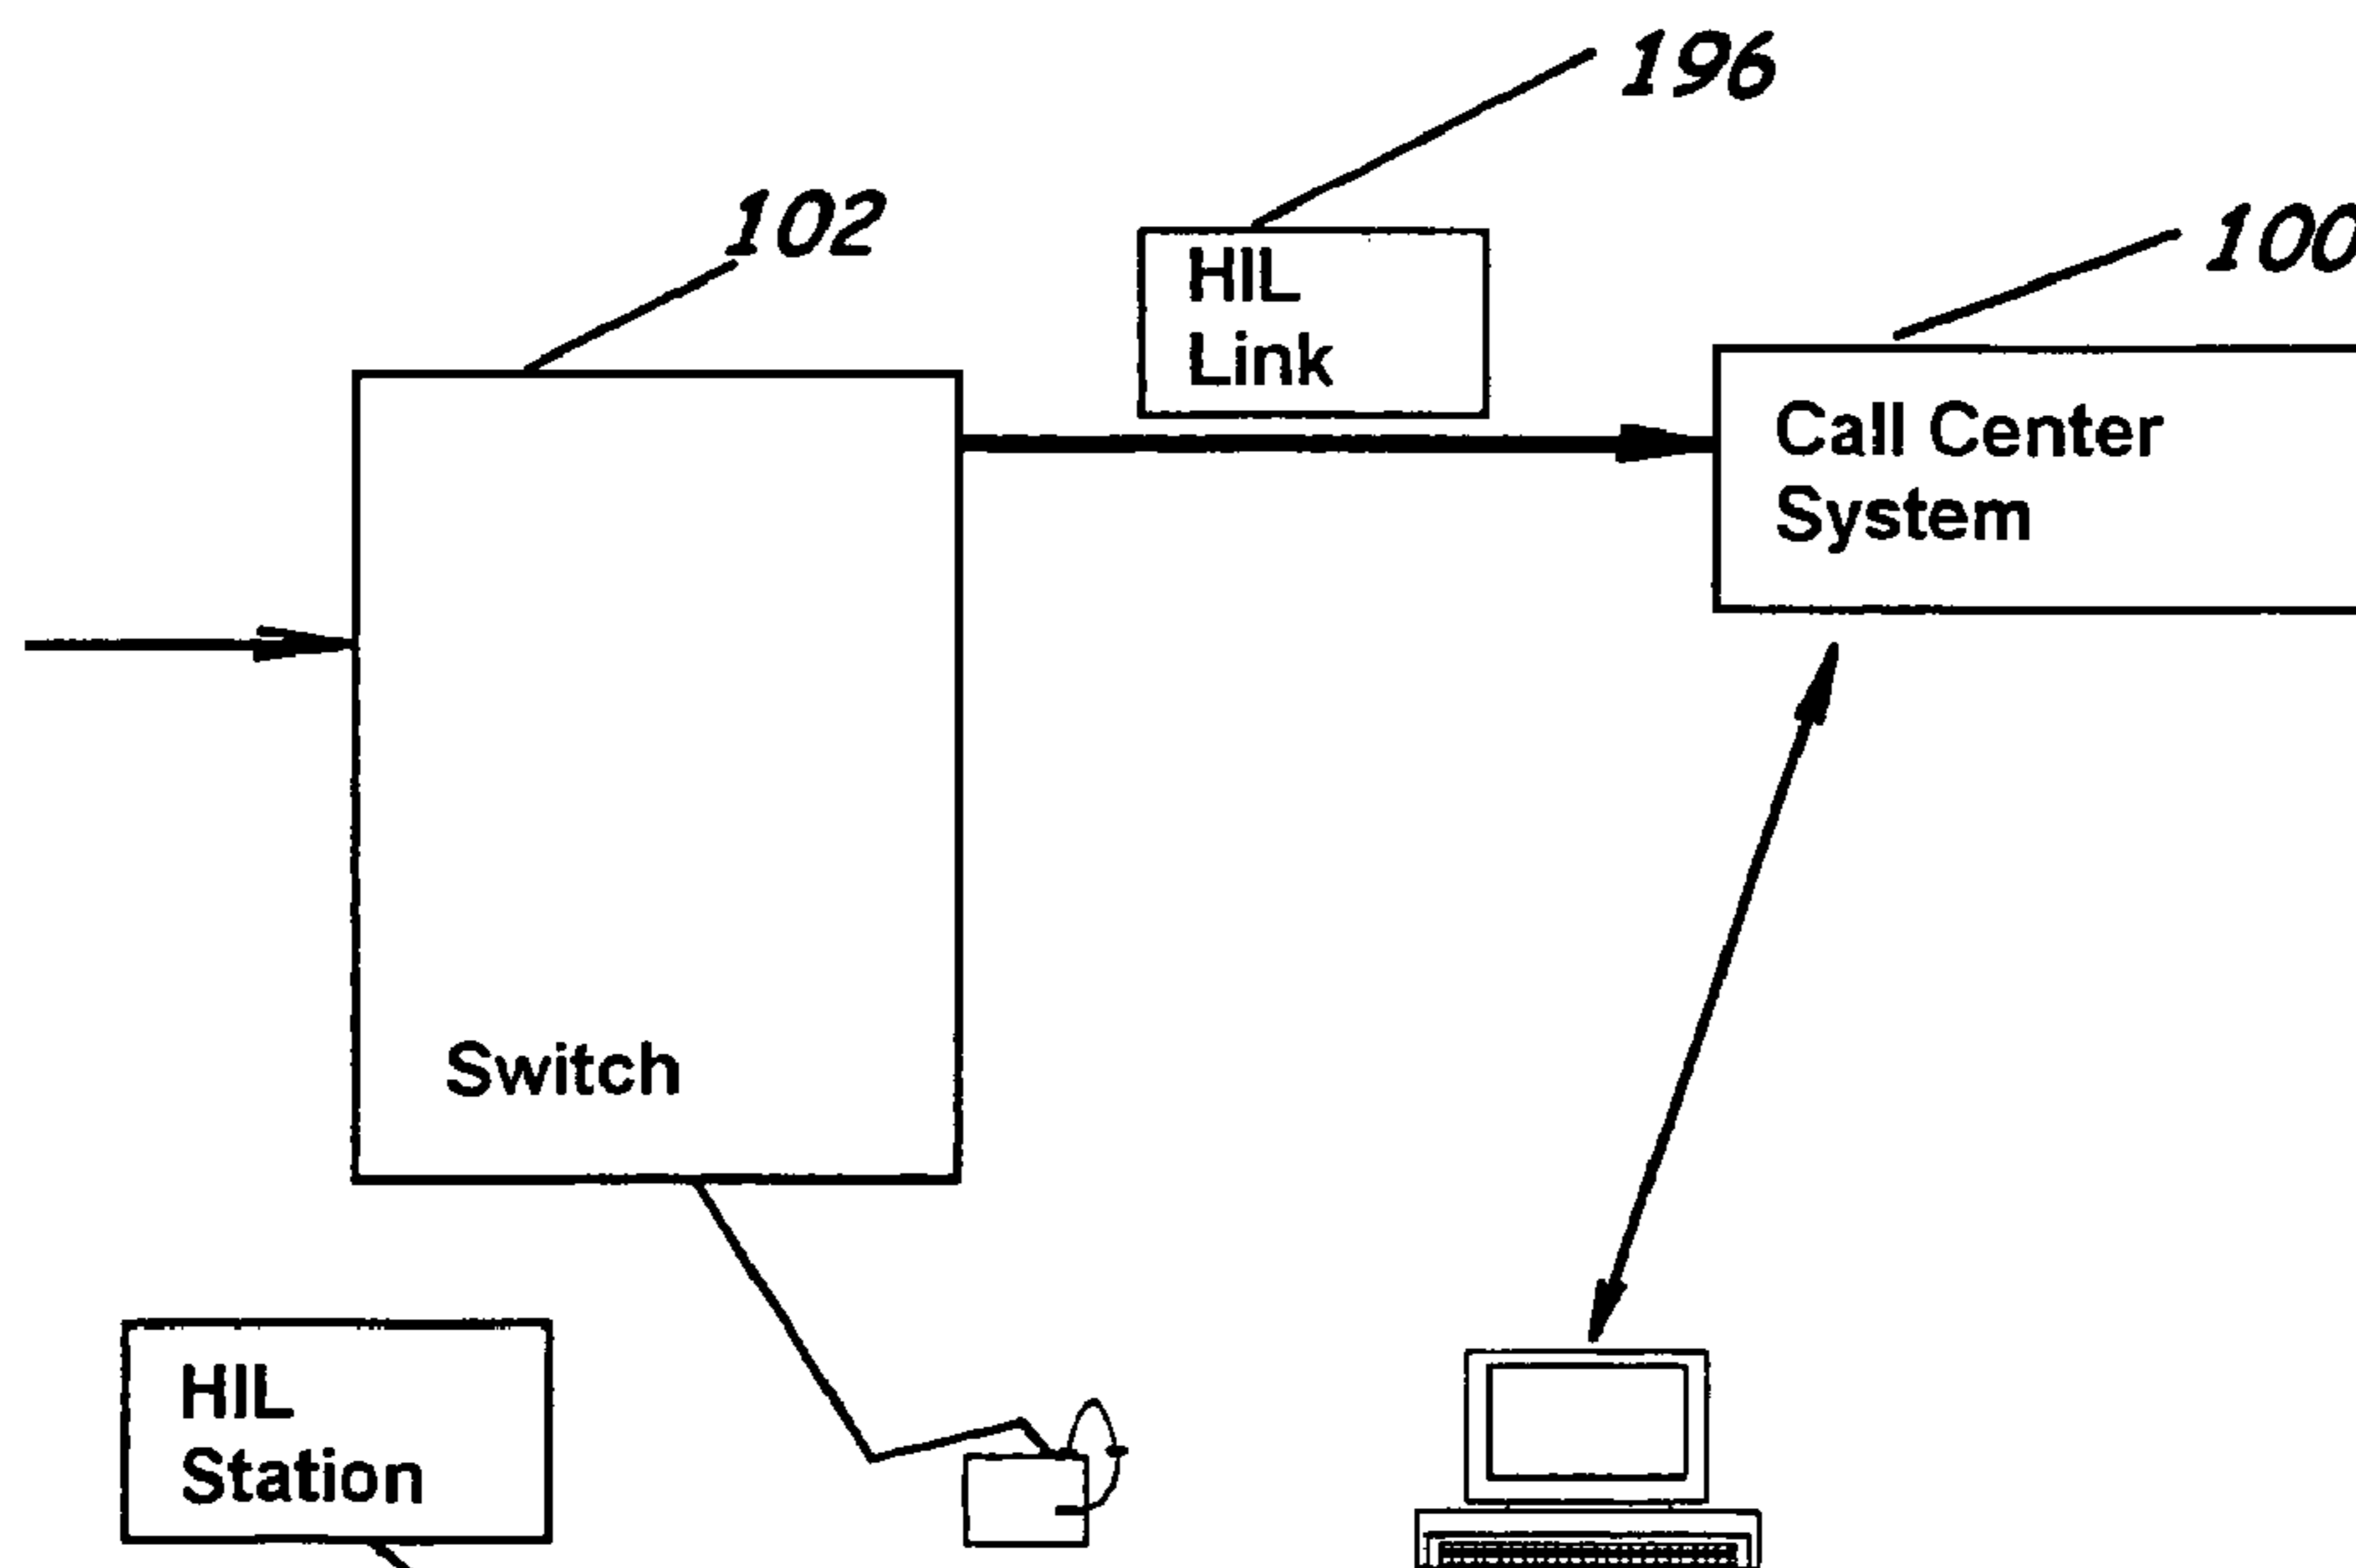 196
102
100
HIL
Link
Call Center
System
Switch
HIL
Station